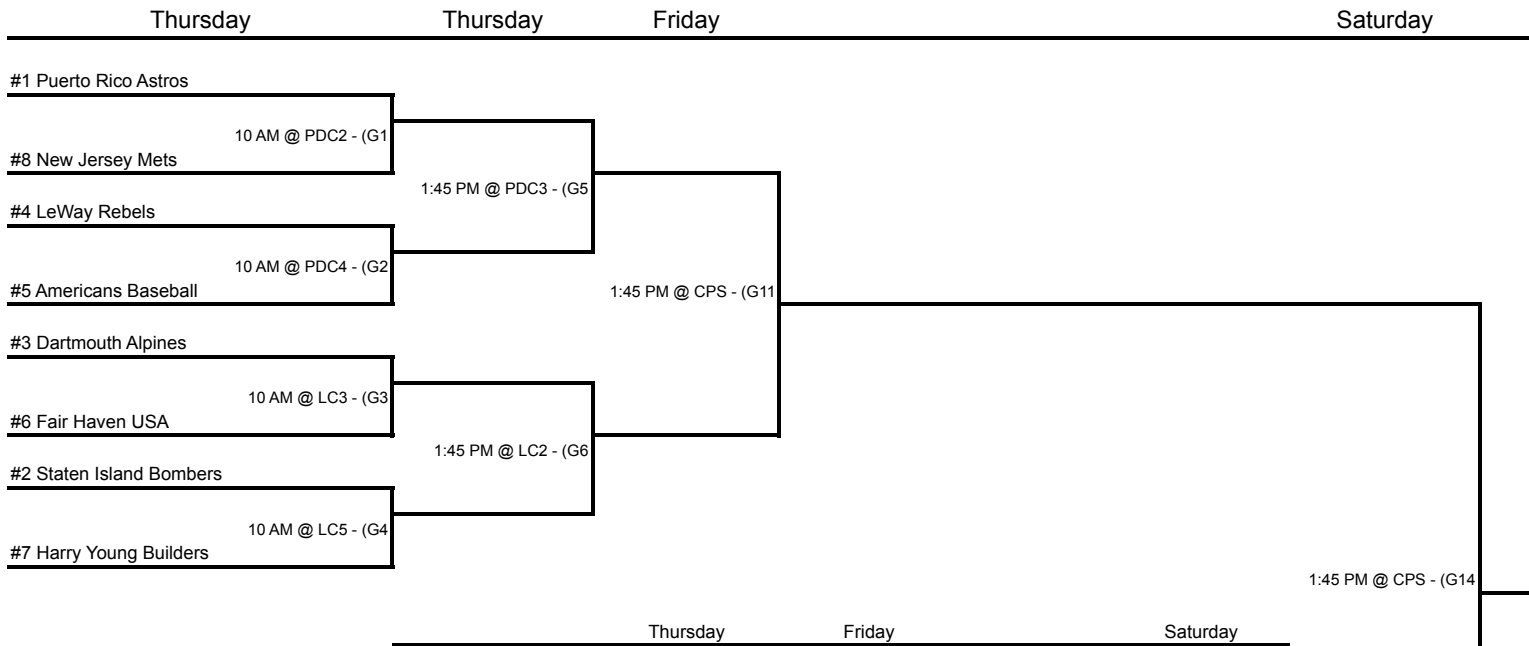 Thursday Thursday Friday Saturday
#1 Puerto Rico Astros
10 AM @ PDC2 - (G1
#8 New Jersey Mets
1:45 PM @ PDC3 - (G5
#4 LeWay Rebels
10 AM @ PDC4 - (G2
#5 Americans Baseball
1:45 PM @ CPS - (G11
#3 Dartmouth Alpines
10 AM @ LC3 - (G3
#6 Fair Haven USA
1:45 PM @ LC2 - (G6
#2 Staten Island Bombers
10 AM @ LC5 - (G4
#7 Harry Young Builders
1:45 PM @ CPS - (G14
Thursday Friday Saturday